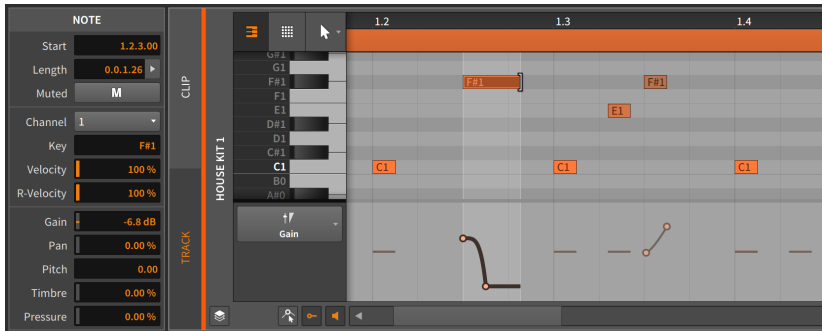 NOTE
Start 1.2.3.00
Length 0.0.1.26
Muted M
Channel 1
Key F#1
Velocity 100 %
R-Velocity 100 %
Gain -6.8 dB
Pan 0.00 %
Pitch 0.00
Timbre 0.00 %
Pressure 0.00 %
CLIP
TRACK
HOUSE KIT 1
1.2 1.3 1.4
G#1
G1
F#1 F#1 F#1
F1
E1 E1
D#1
D1
C#1
C1 C1 C1 C1
B0
A#0
Gain